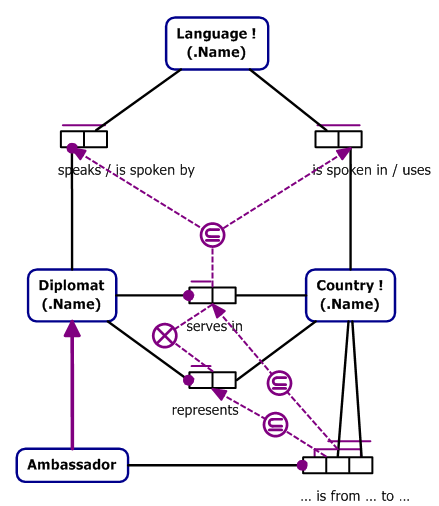 Language !
(.Name)
speaks / is spoken by
is spoken in / uses
Diplomat
(.Name)
Country !
(.Name)
serves in
represents
Ambassador
... is from ... to ...